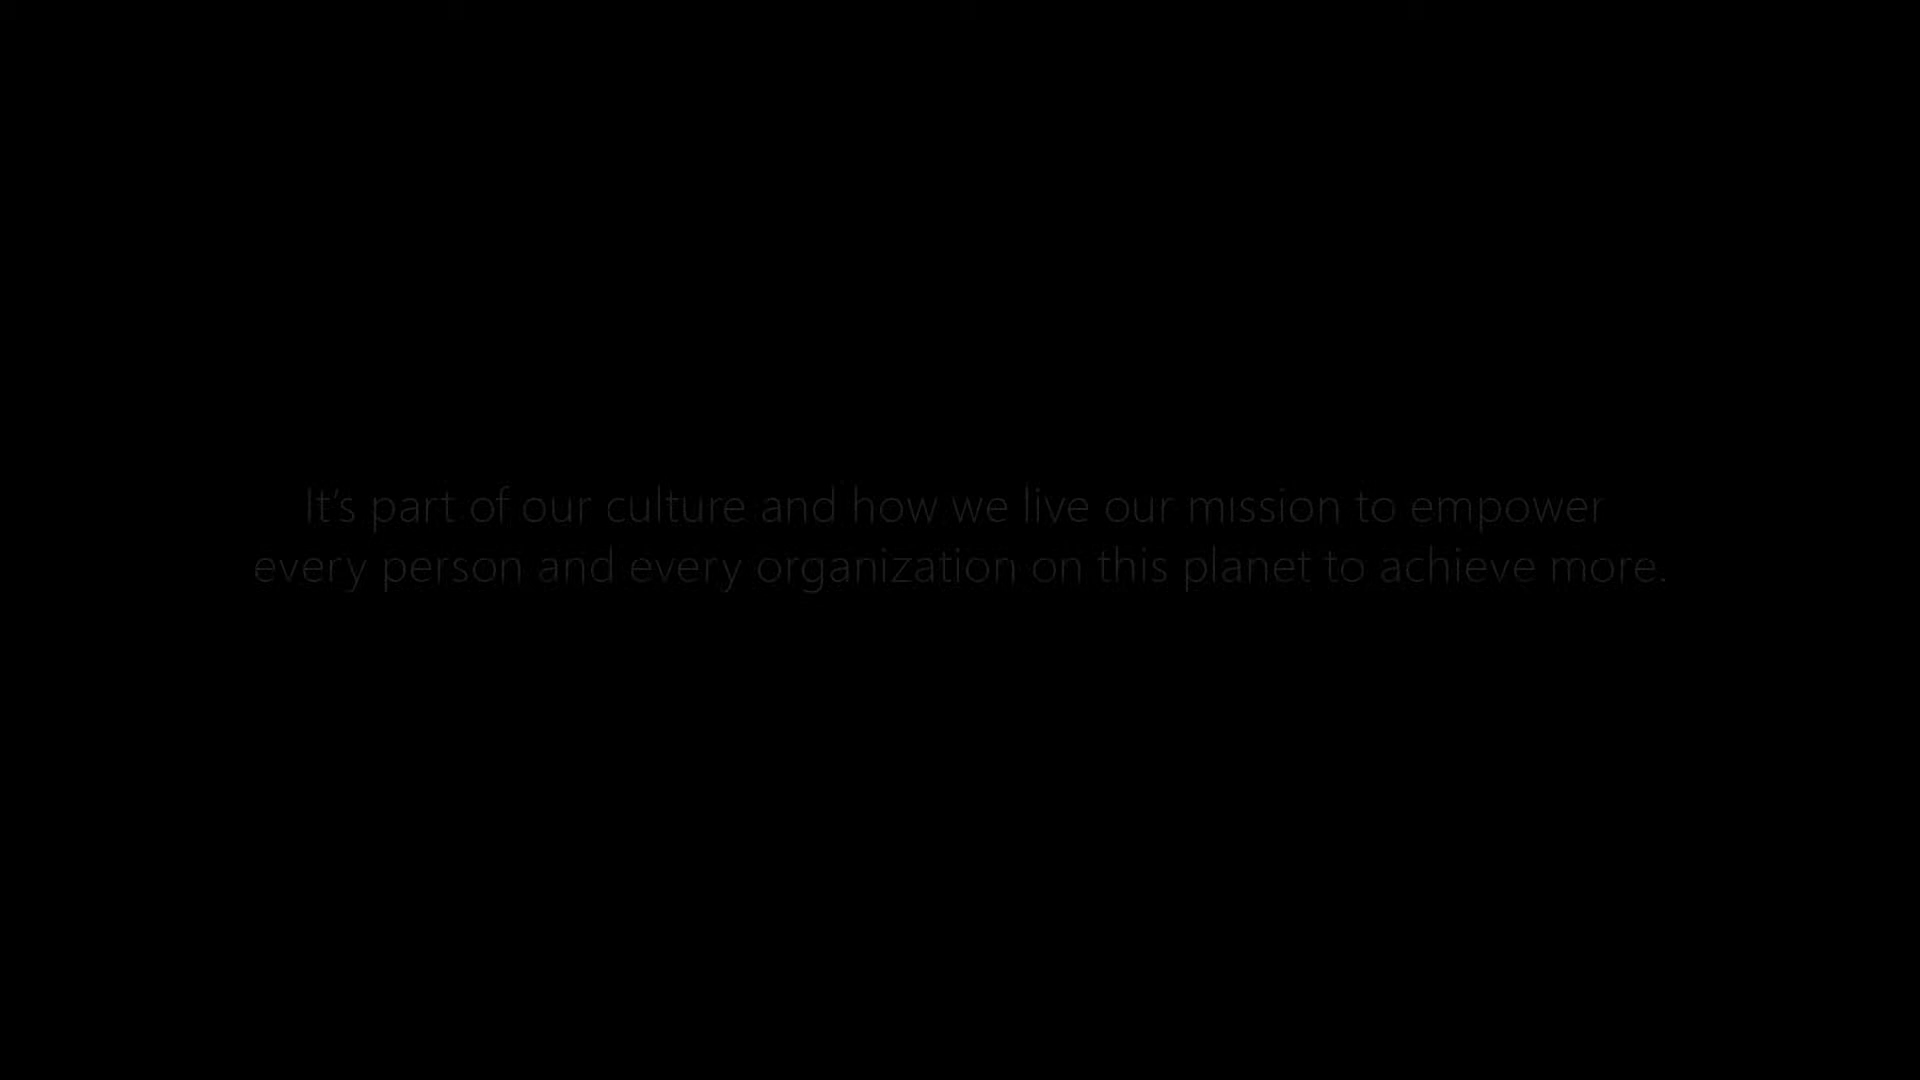 It's part of our culture and how we live our mission to empower
every person and every organization on this planet to achieve more.